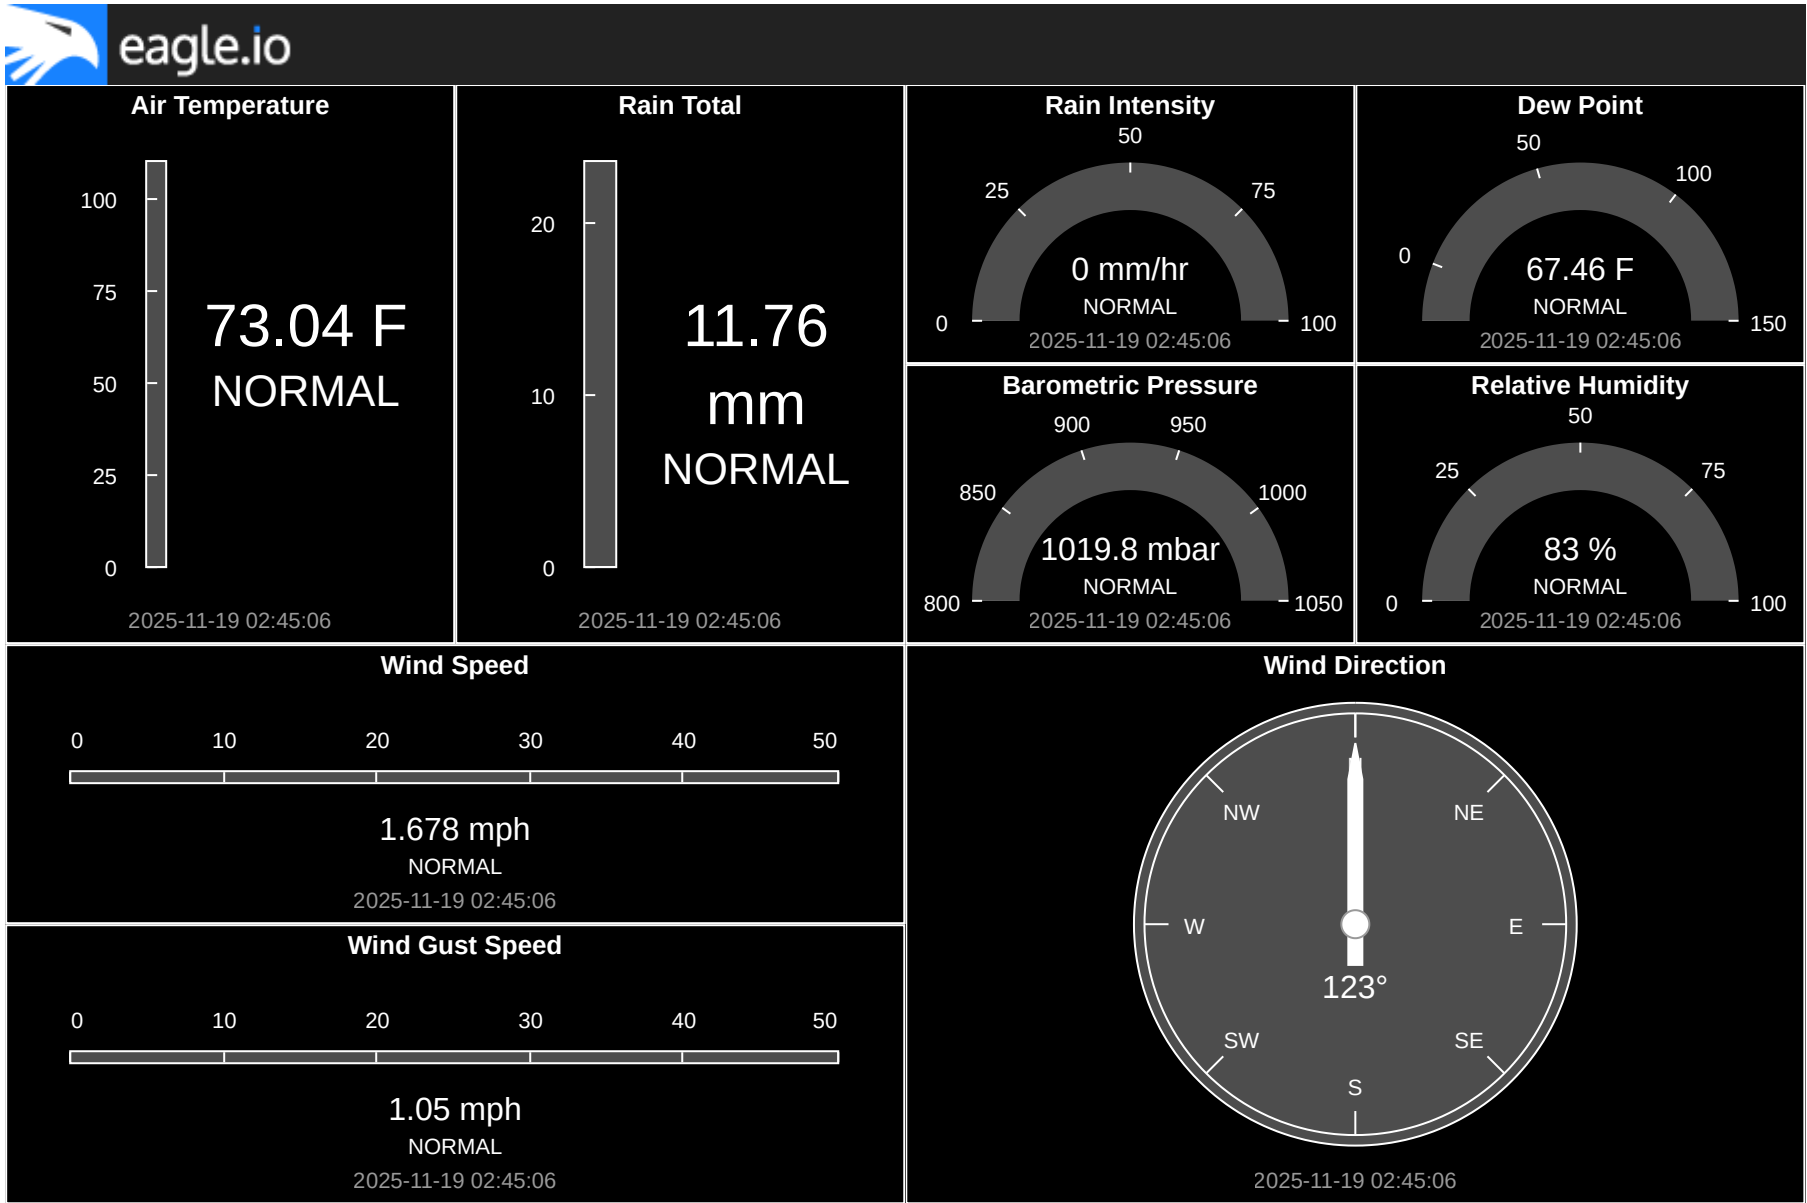 eagle.io
Air Temperature
100
75
50
25
0
73.04 F
NORMAL
2025-11-19 02:45:06
Rain Total
20
10
0
11.76
mm
NORMAL
2025-11-19 02:45:06
Rain Intensity
50
25
75
0
100
0 mm/hr
NORMAL
2025-11-19 02:45:06
Dew Point
50
100
0
150
67.46 F
NORMAL
2025-11-19 02:45:06
Barometric Pressure
900
950
850
1000
800
1050
1019.8 mbar
NORMAL
2025-11-19 02:45:06
Relative Humidity
50
25
75
0
100
83 %
NORMAL
2025-11-19 02:45:06
Wind Speed
0 10 20 30 40 50
1.678 mph
NORMAL
2025-11-19 02:45:06
Wind Gust Speed
0 10 20 30 40 50
1.05 mph
NORMAL
2025-11-19 02:45:06
Wind Direction
NW NE
W E
123°
SW SE
S
2025-11-19 02:45:06